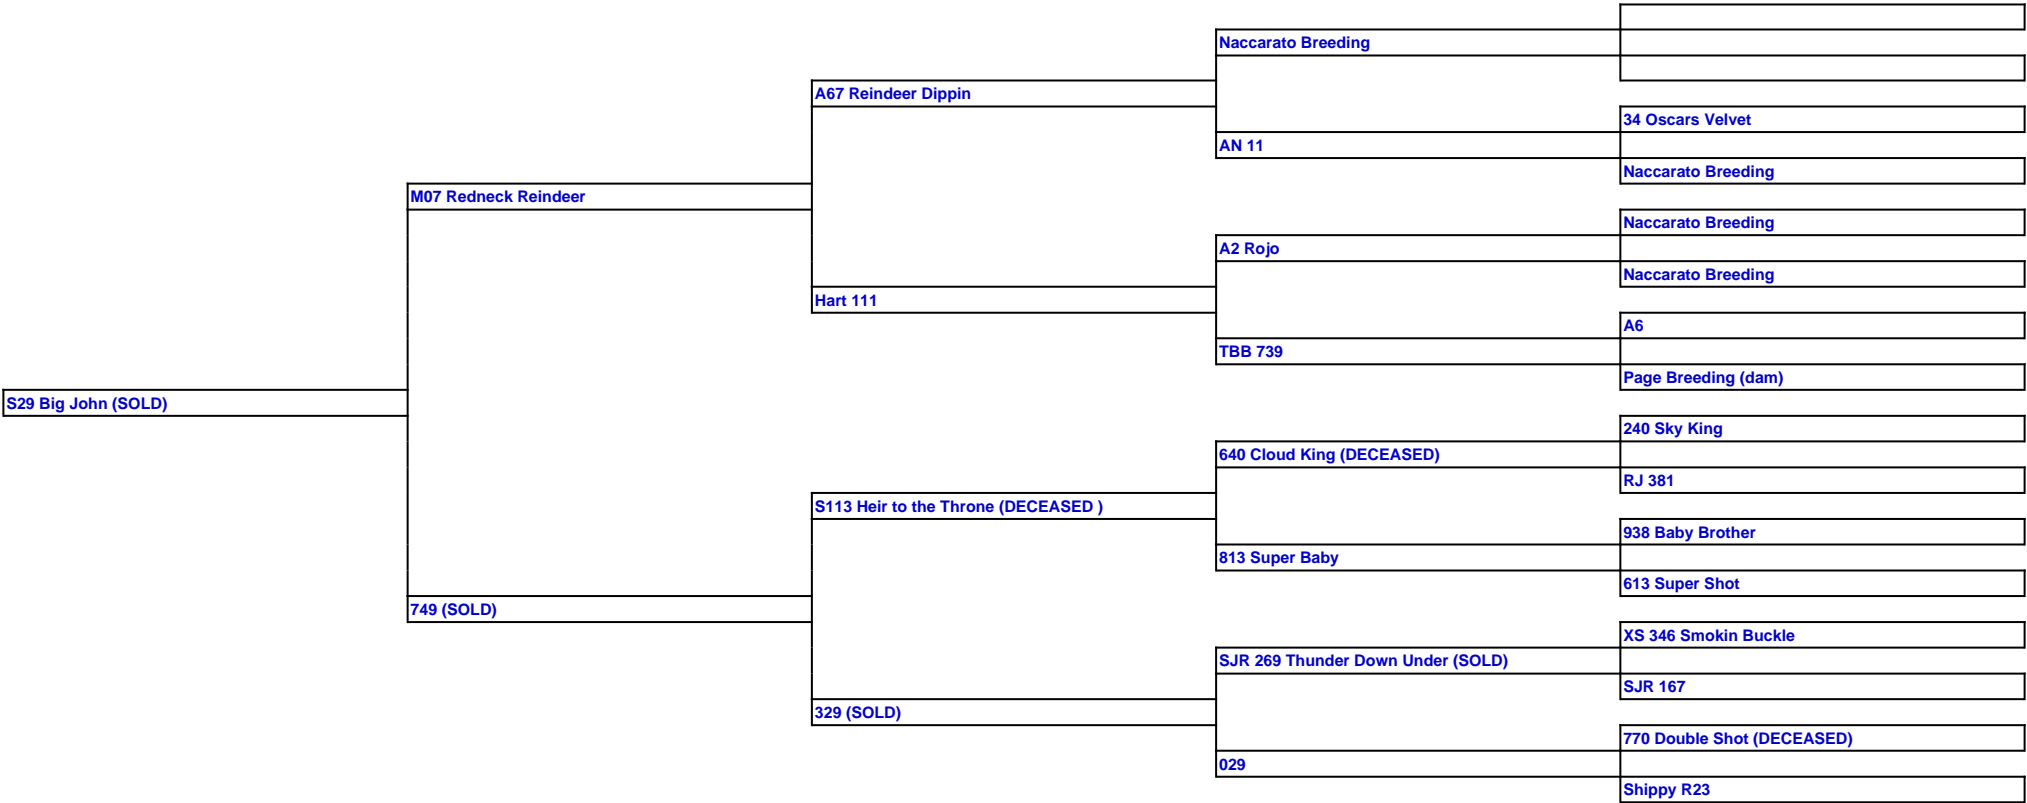 Naccarato Breeding
A67 Reindeer Dippin
34 Oscars Velvet
AN 11
Naccarato Breeding
M07 Redneck Reindeer
Naccarato Breeding
A2 Rojo
Naccarato Breeding
Hart 111
A6
TBB 739
Page Breeding (dam)
S29 Big John (SOLD)
240 Sky King
640 Cloud King (DECEASED)
RJ 381
S113 Heir to the Throne (DECEASED )
938 Baby Brother
813 Super Baby
613 Super Shot
749 (SOLD)
XS 346 Smokin Buckle
SJR 269 Thunder Down Under (SOLD)
SJR 167
329 (SOLD)
770 Double Shot (DECEASED)
029
Shippy R23